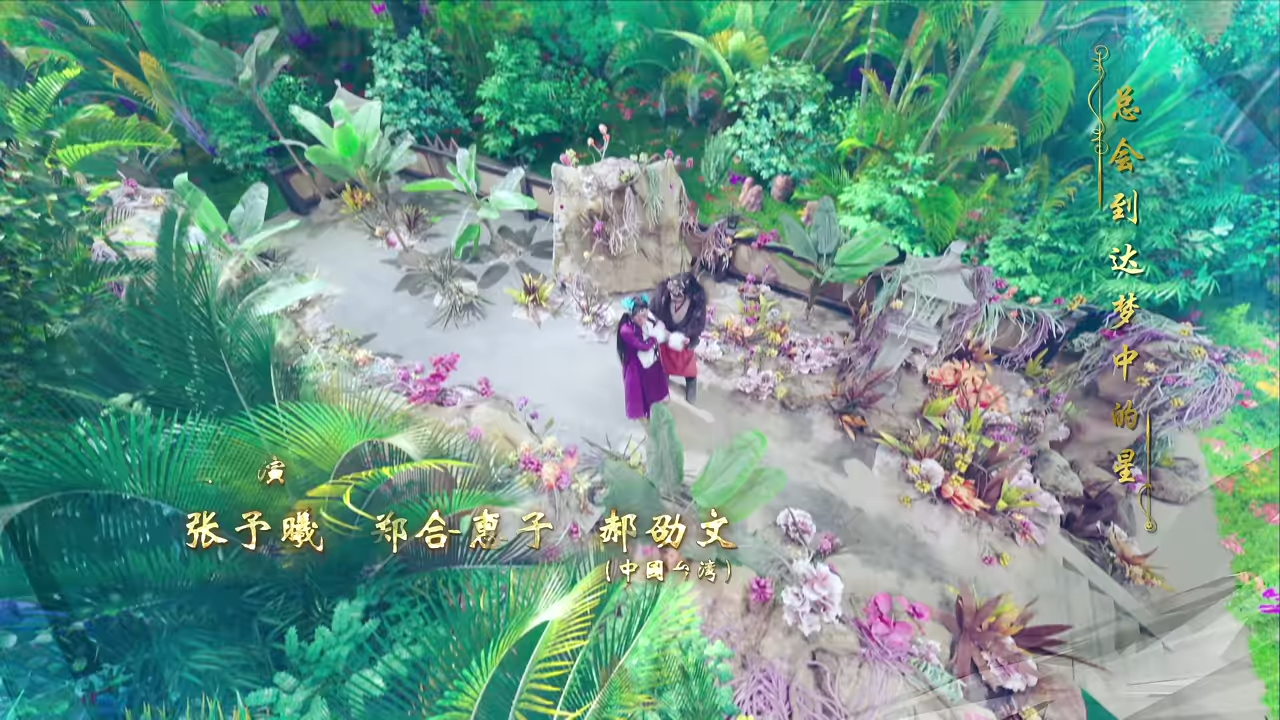 总会到达梦中的星
演
张予曦 郑合惠子 郝劭文
(中國台湾)